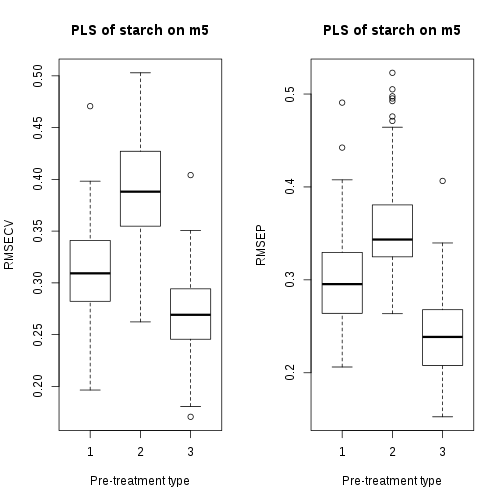 PLS of starch on m5
RMSECV
0.50
0.45
0.40
0.35
0.30
0.25
0.20
1 2 3
Pre-treatment type
PLS of starch on m5
RMSEP
0.5
0.4
0.3
0.2
1 2 3
Pre-treatment type